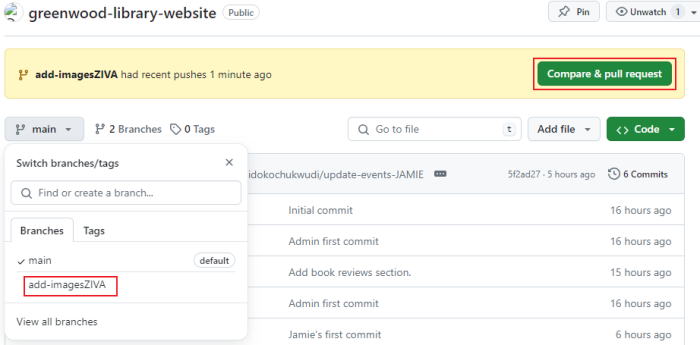 greenwood-library-website Public Pin Unwatch 1
add-imagesZIVA had recent pushes 1 minute ago Compare & pull request
main 2 Branches 0 Tags Go to file t Add file <> Code
Switch branches/tags
idokochukwudi/update-events-JAMIE 5f2ad27 · 5 hours ago 6 Commits
Find or create a branch...
Initial commit 16 hours ago
Branches Tags
Admin first commit 16 hours ago
main default
Add book reviews section. 15 hours ago
add-imagesZIVA
Admin first commit 16 hours ago
View all branches
Jamie's first commit 6 hours ago